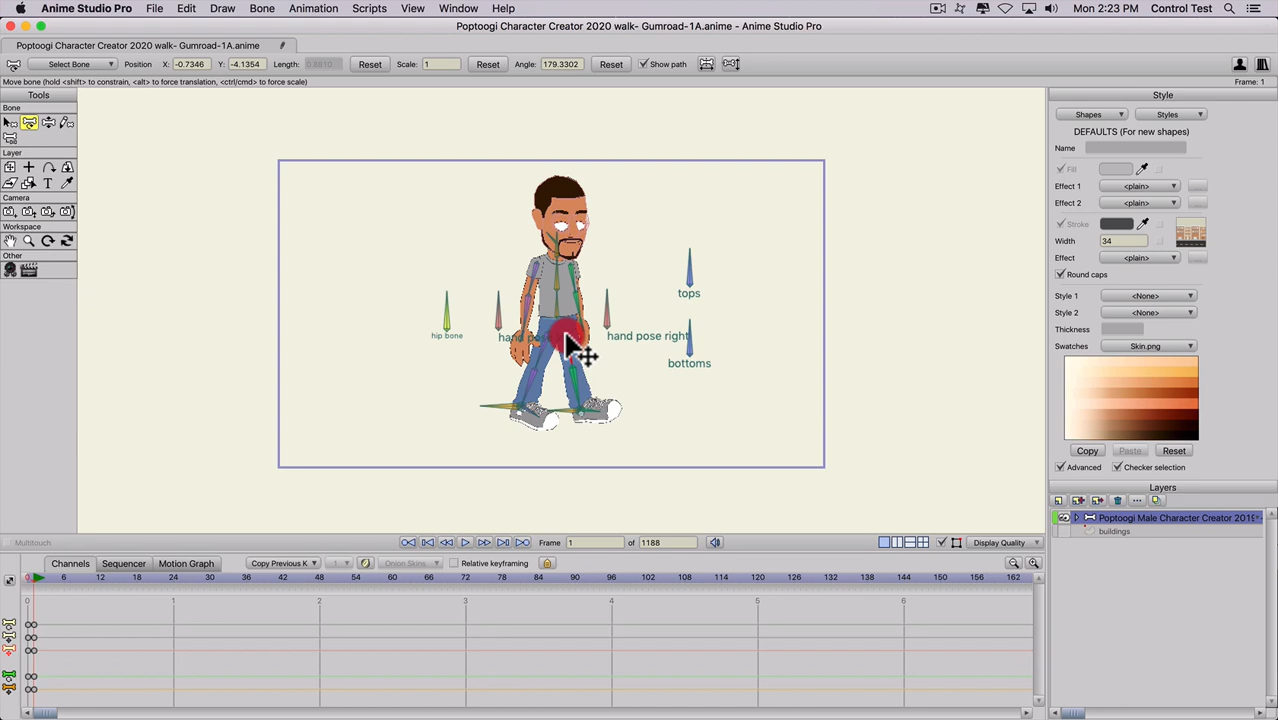 Anime Studio Pro File Edit Draw Bone Animation Scripts View Window Help Mon 2:23 PM Control Test
Poptoogi Character Creator 2020 walk- Gumroad-1A.anime - Anime Studio Pro
Poptoogi Character Creator 2020 walk- Gumroad-1A.anime
Select Bone Position X: -0.7346 Y: -4.1354 Length: Reset Scale: 1 Reset Angle: 179.3302 Reset Show path
Move bone (hold <shift> to constrain, <alt> to force translation, <ctrl/cmd> to force scale) Frame: 1
Tools
Bone
Layer
Camera
Workspace
Other
Style
Shapes Styles
DEFAULTS (For new shapes)
Name
Fill
Effect 1 <plain> ...
Effect 2 <plain> ...
Stroke
Width 34
Effect <plain>
Round caps
Style 1 <None>
Style 2 <None>
Thickness
Swatches Skin.png
Copy Paste Reset
Advanced Checker selection
Layers
Poptoogi Male Character Creator 2019
buildings
tops
hip bone hand pose hand pose right
bottoms
Multitouch Frame 1 of 1188 Display Quality
Channels Sequencer Motion Graph Copy Previous K 1 Onion Skins Relative keyframing
0 6 12 18 24 30 36 42 48 54 60 66 72 78 84 90 96 102 108 114 120 126 132 138 144 150 156 162
0 1 2 3 4 5 6